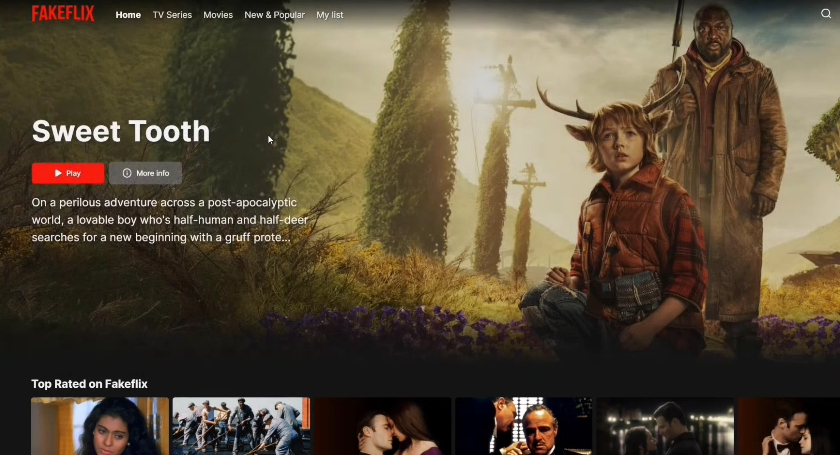 FAKEFLIX
Home TV Series Movies New & Popular My list
Sweet Tooth
Play More info
On a perilous adventure across a post-apocalyptic
world, a lovable boy who's half-human and half-deer
searches for a new beginning with a gruff prote...
Top Rated on Fakeflix